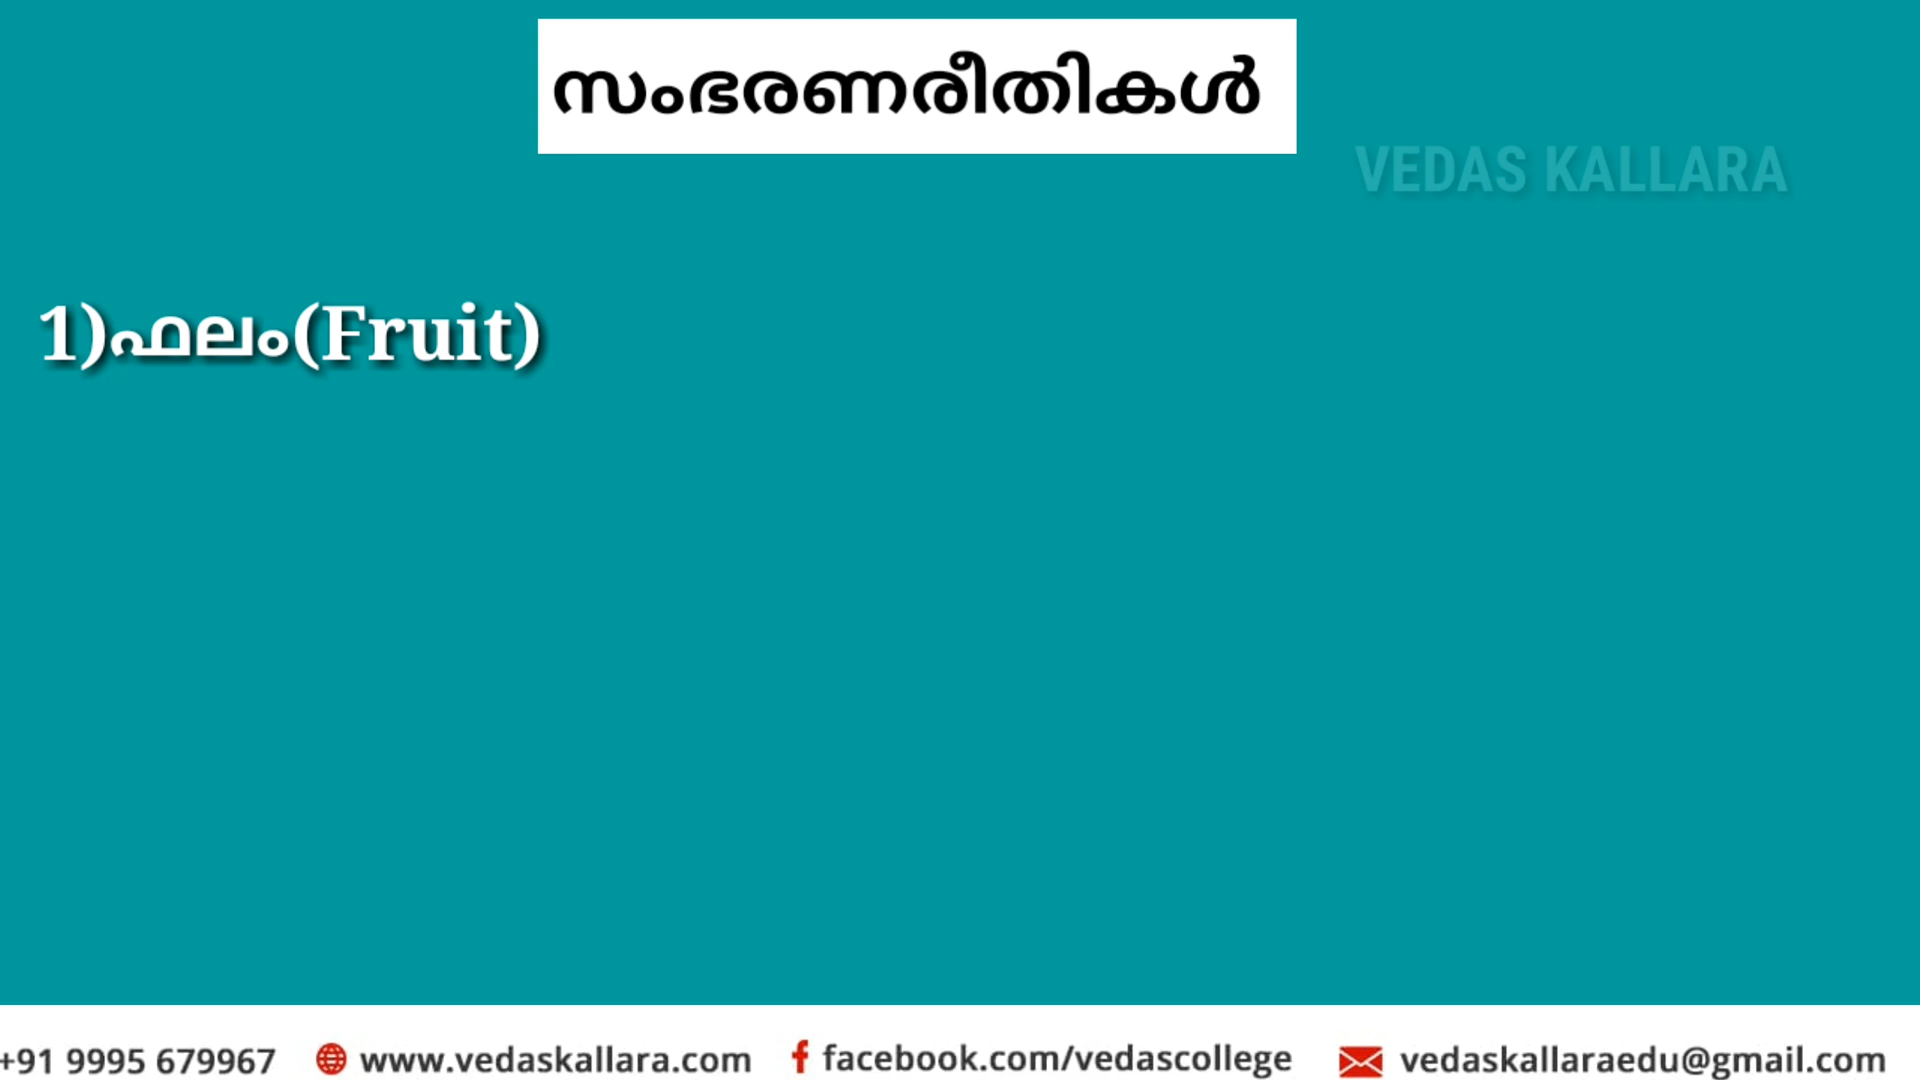 സംഭരണരീതികൾ
VEDAS KALLARA
1)ഫലം(Fruit)
+91 9995 679967 www.vedaskallara.com facebook.com/vedascollege vedaskallaraedu@gmail.com